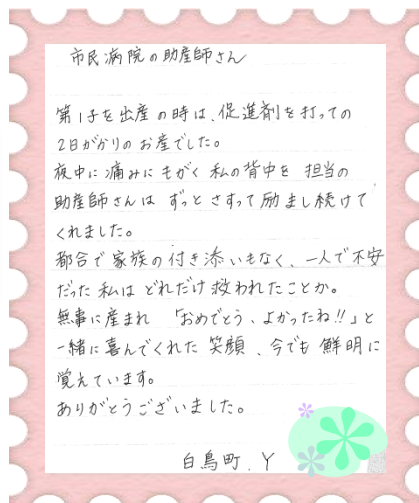 市民病院の助産師さん
第1子を出産の時は、促進剤を打っての
2日がかりのお産でした。
夜中に痛みにもがく私の背中を担当の
助産師さんはずっとさすって励まし続けて
くれました。
都合で家族の付き添いもなく、一人で不安
だった私はどれだけ救われたことか。
無事に産まれ「おめでとう、よかったね!!」と
一緒に喜んでくれた笑顔、今でも鮮明に
覚えています。
ありがとうございました。
白鳥町、Y